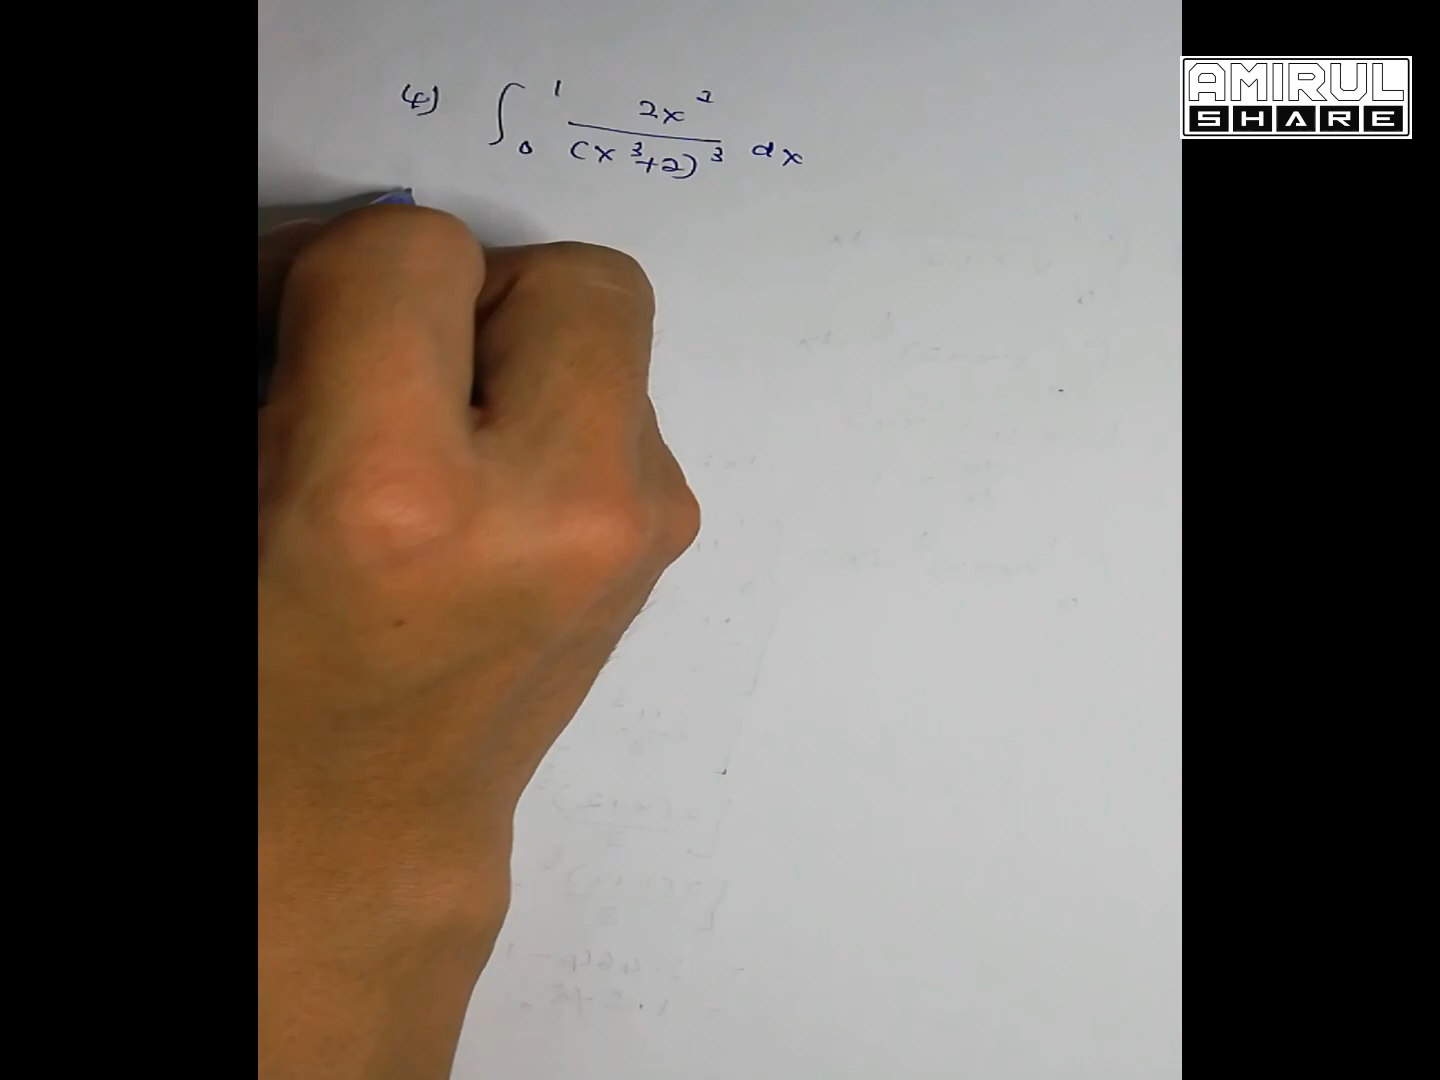 4) ∫₀¹ 2x² / (x³+2)³ dx
AMIRUL
SHARE